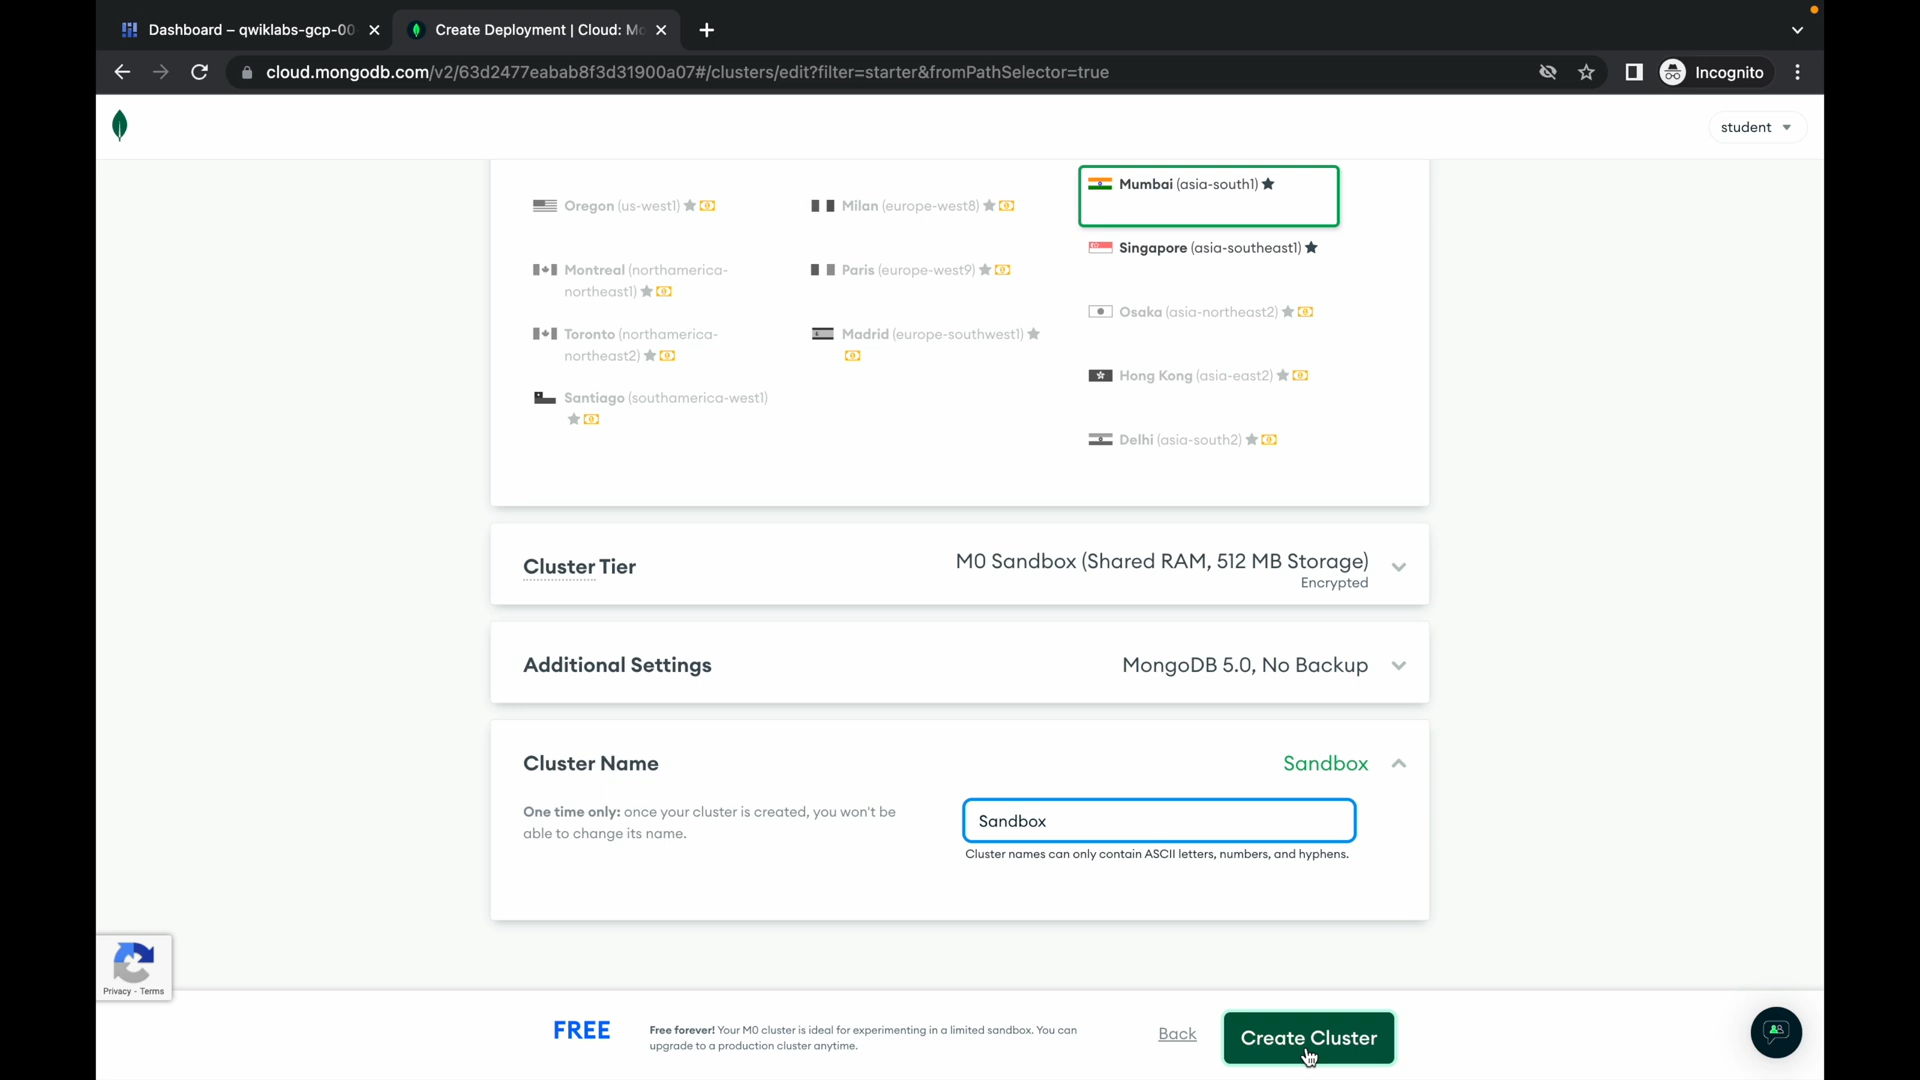 Dashboard – qwiklabs-gcp-00
Create Deployment | Cloud: Mo
cloud.mongodb.com/v2/63d2477eabab8f3d31900a07#/clusters/edit?filter=starter&fromPathSelector=true
Incognito
student
Oregon (us-west1)
Montreal (northamerica-
northeast1)
Toronto (northamerica-
northeast2)
Santiago (southamerica-west1)
Milan (europe-west8)
Paris (europe-west9)
Madrid (europe-southwest1)
Mumbai (asia-south1)
Singapore (asia-southeast1)
Osaka (asia-northeast2)
Hong Kong (asia-east2)
Delhi (asia-south2)
Cluster Tier
M0 Sandbox (Shared RAM, 512 MB Storage)
Encrypted
Additional Settings
MongoDB 5.0, No Backup
Cluster Name
Sandbox
One time only: once your cluster is created, you won't be
able to change its name.
Sandbox
Cluster names can only contain ASCII letters, numbers, and hyphens.
Privacy - Terms
FREE
Free forever! Your M0 cluster is ideal for experimenting in a limited sandbox. You can
upgrade to a production cluster anytime.
Back
Create Cluster